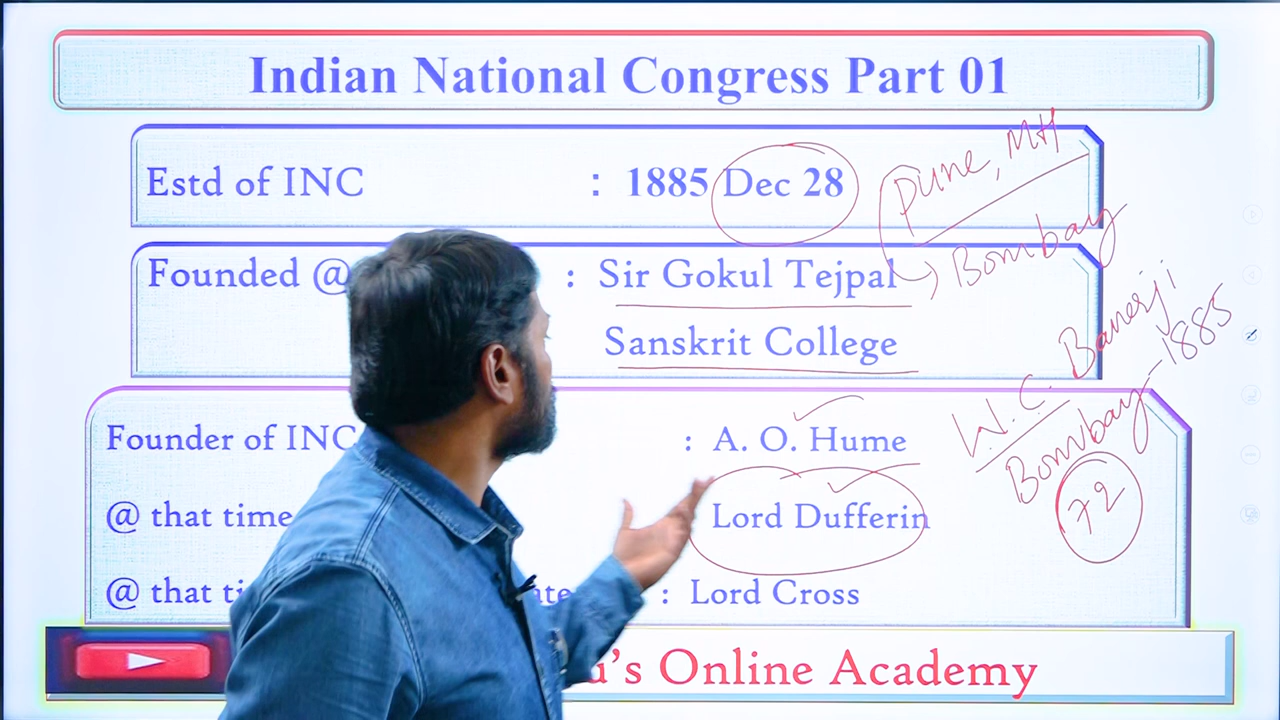 Indian National Congress Part 01
Estd of INC : 1885 Dec 28
Pune, MH
Bombay
Founded @ : Sir Gokul Tejpal
Sanskrit College
W.C. Banerji
Bombay-1885
72
Founder of INC : A. O. Hume
@ that time Lord Dufferin
@ that : Lord Cross
Online Academy